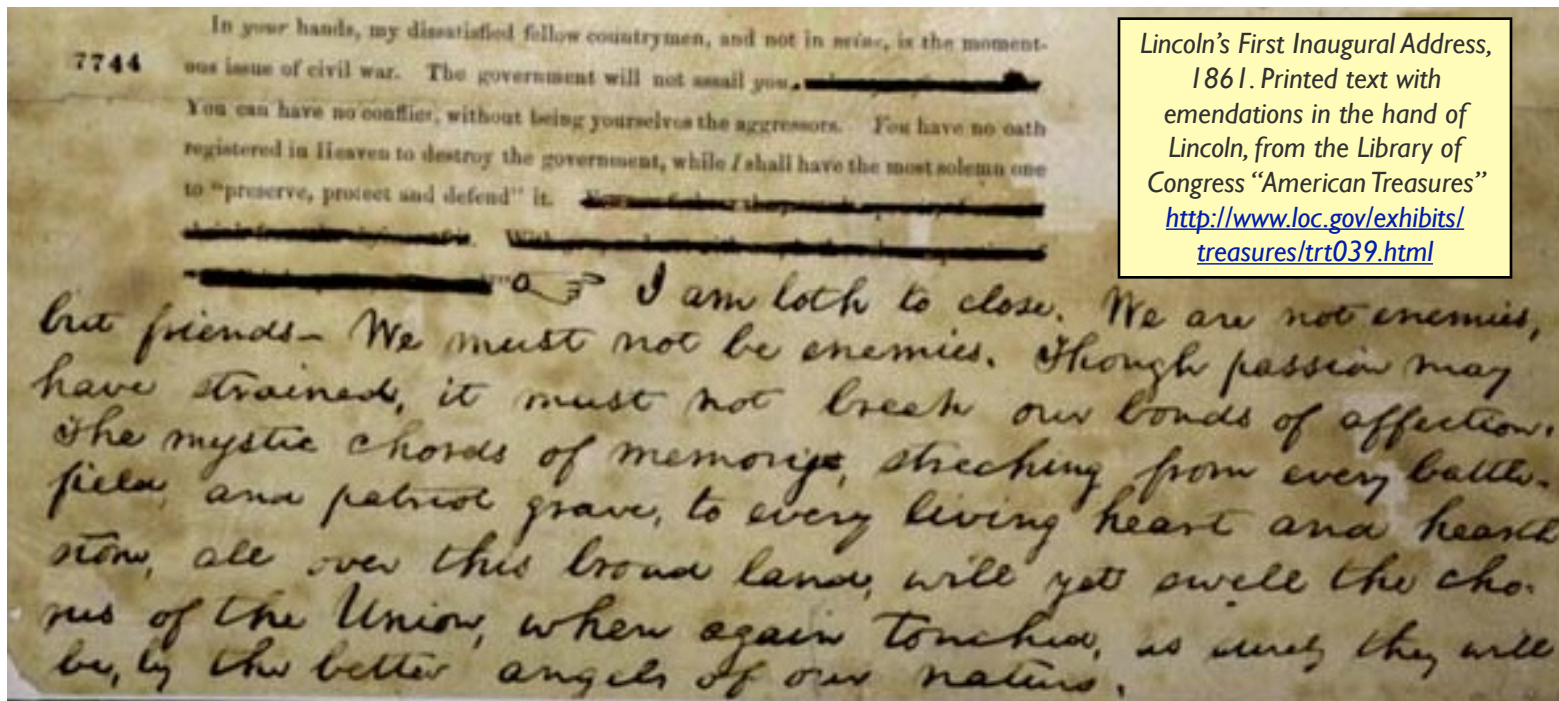 7744
In your hands, my dissatisfied fellow countrymen, and not in mine, is the moment-
ous issue of civil war. The government will not assail you.
You can have no conflict, without being yourselves the aggressors. You have no oath
registered in Heaven to destroy the government, while I shall have the most solemn one
to "preserve, protect and defend" it.
I am loth to close. We are not enemies,
but friends— We must not be enemies. Though passion may
have strained, it must not break our bonds of affection.
The mystic chords of memory, streching from every battle-
field, and patriot grave, to every living heart and hearth
stone, all over this broad land, will yet swell the cho-
rus of the Union, when again touched, as surely they will
be, by the better angels of our nature.
Lincoln’s First Inaugural Address,
1861. Printed text with
emendations in the hand of
Lincoln, from the Library of
Congress “American Treasures”
http://www.loc.gov/exhibits/
treasures/trt039.html